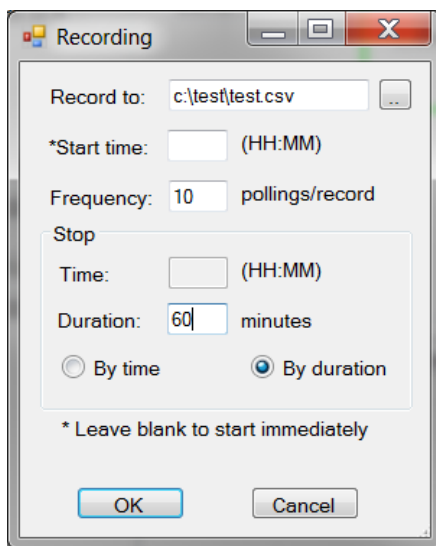 Recording
Record to: c:\test\test.csv ..
*Start time: (HH:MM)
Frequency: 10 pollings/record
Stop
Time: (HH:MM)
Duration: 60 minutes
By time By duration
* Leave blank to start immediately
OK Cancel